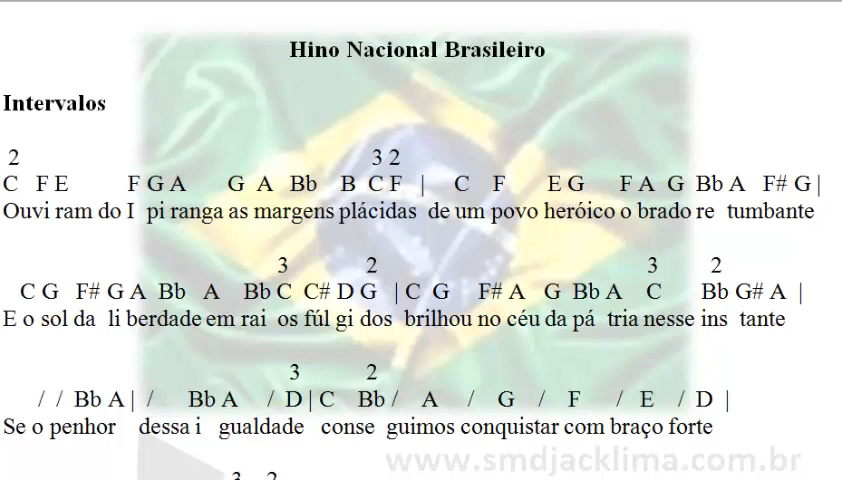 Hino Nacional Brasileiro
Intervalos
2 3 2
C F E F G A G A Bb B C F | C F E G F A G Bb A F# G |
Ouvi ram do I pi ranga as margens plácidas de um povo heróico o brado re tumbante
3 2 3 2
C G F# G A Bb A Bb C C# D G | C G F# A G Bb A C Bb G# A |
E o sol da li berdade em rai os fúl gi dos brilhou no céu da pá tria nesse ins tante
3 2
/ / Bb A | / Bb A / D | C Bb / A / G / F / E / D |
Se o penhor dessa i gualdade conse guimos conquistar com braço forte
www.smdjacklima.com.br
3 2